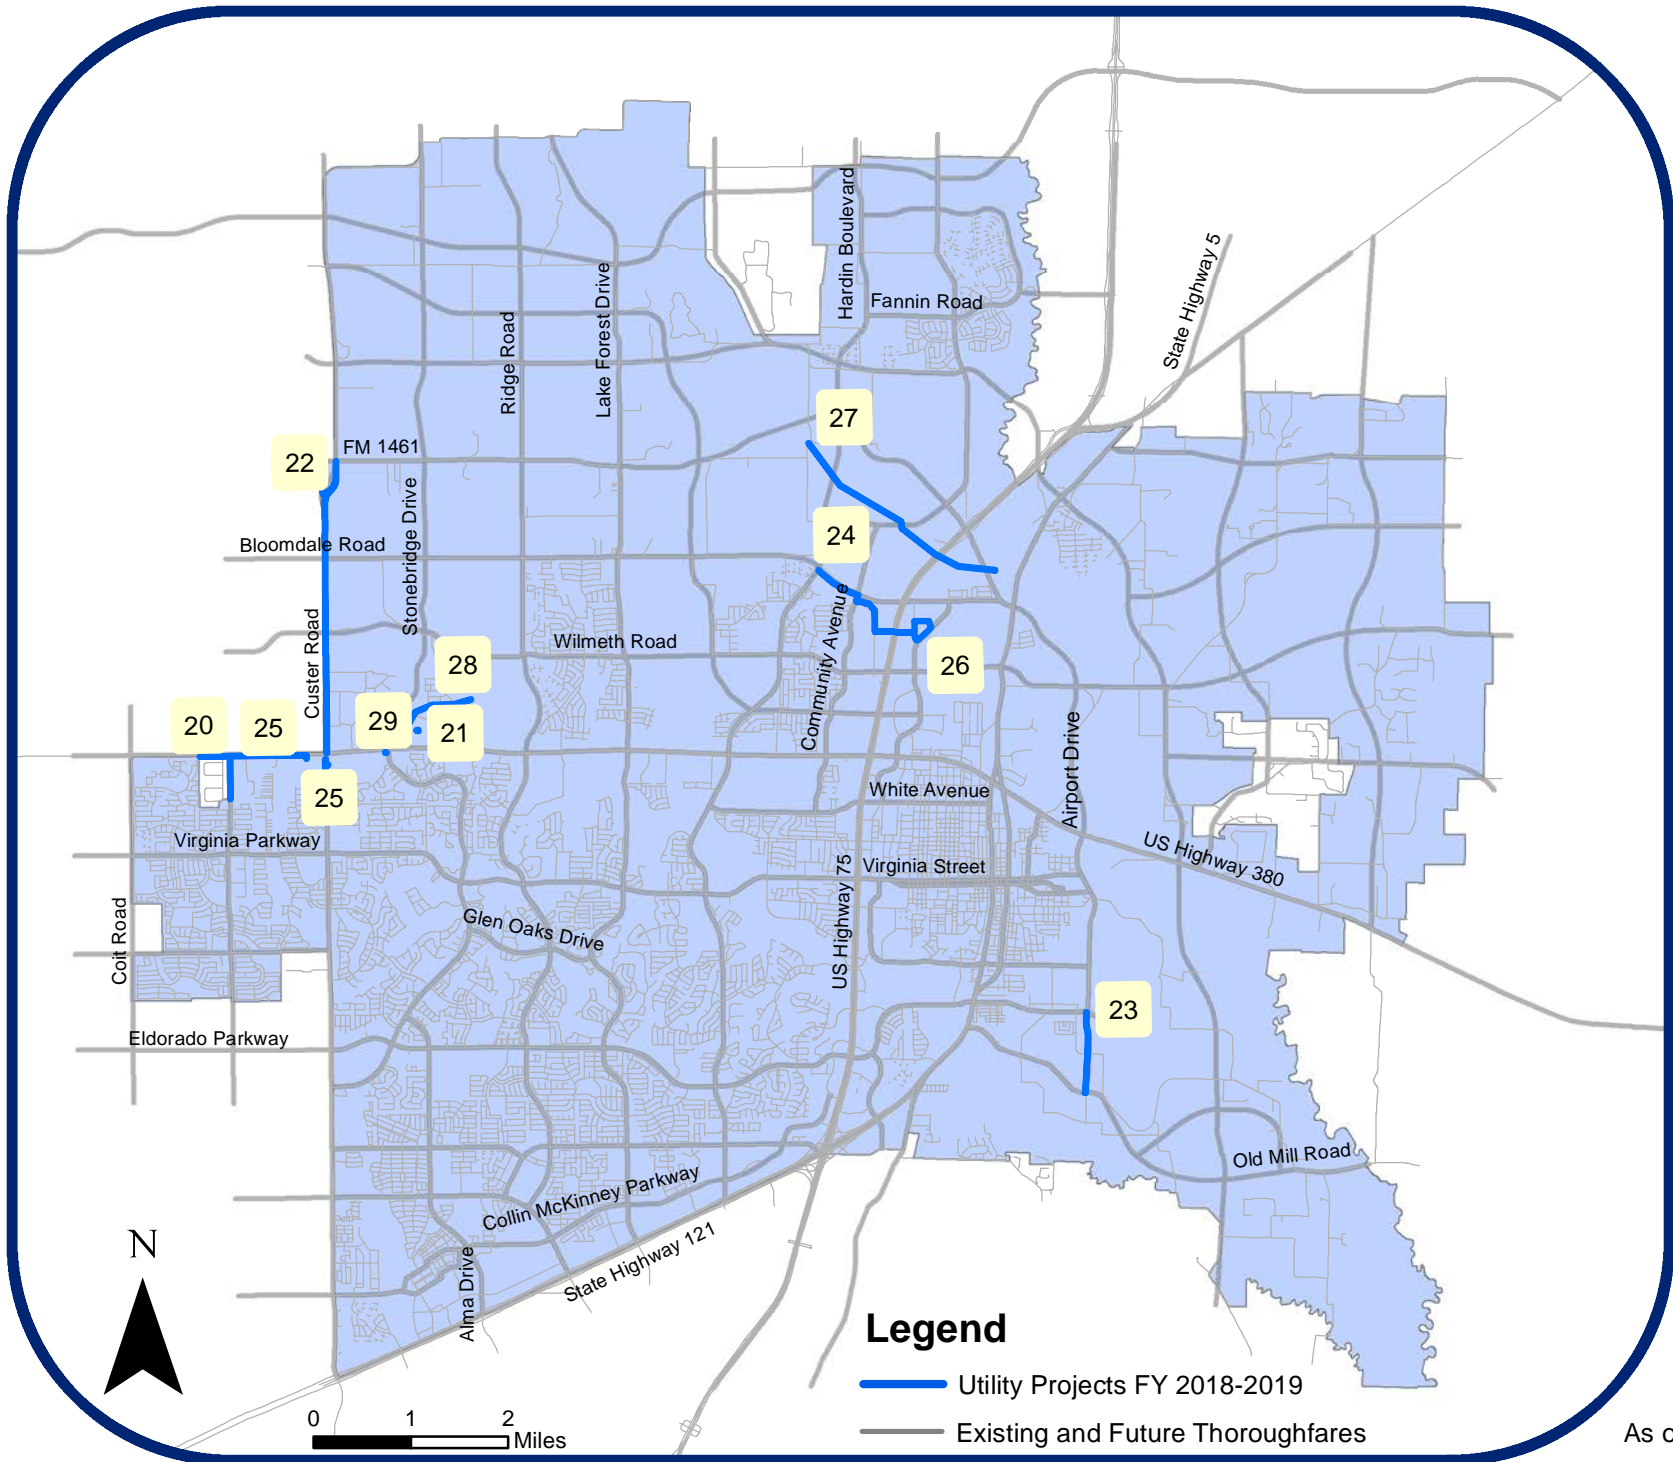 Hardin Boulevard
State Highway 5
Fannin Road
Lake Forest Drive
Ridge Road
27
FM 1461
22
Stonebridge Drive
24
Bloomdale Road
Community Avenue
Custer Road
Wilmeth Road
28
26
20
25
29
21
Airport Drive
25
White Avenue
Virginia Parkway
US Highway 380
US Highway 75
Virginia Street
Coit Road
Glen Oaks Drive
23
Eldorado Parkway
Old Mill Road
Collin McKinney Parkway
State Highway 121
Alma Drive
N
Legend
Utility Projects FY 2018-2019
Existing and Future Thoroughfares
0 1 2
Miles
As